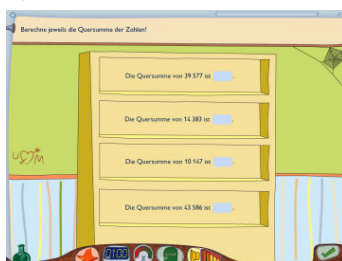 Berechne jeweils die Quersumme der Zahlen!
Die Quersumme von 39 577 ist .
Die Quersumme von 14 383 ist .
Die Quersumme von 10 147 ist .
Die Quersumme von 43 586 ist .